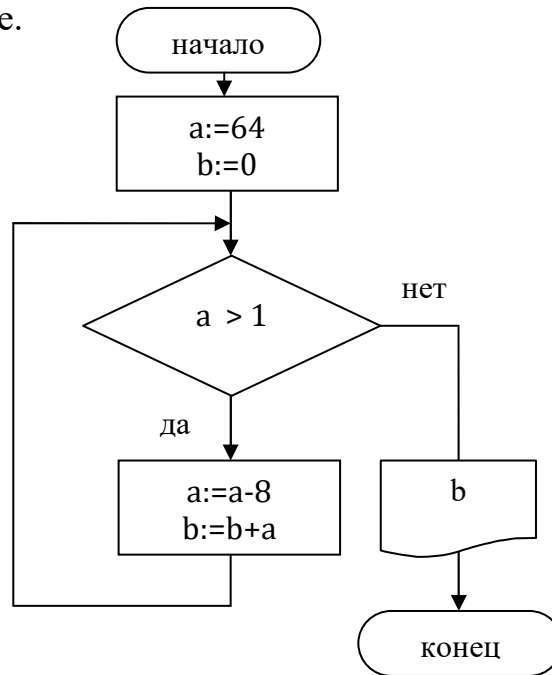 е.
начало
a:=64
b:=0
a > 1
нет
да
a:=a-8
b:=b+a
b
конец